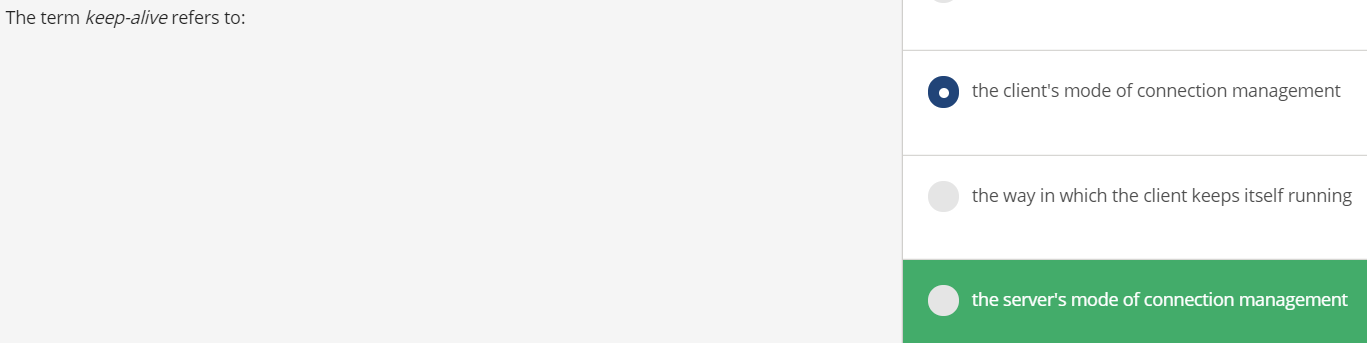 The term keep-alive refers to:
the client's mode of connection management
the way in which the client keeps itself running
the server's mode of connection management